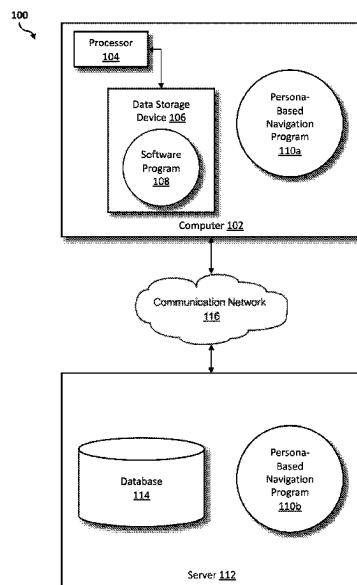 100
Processor
104
Data Storage
Device 106
Software
Program
108
Persona-
Based
Navigation
Program
110a
Computer 102
Communication Network
116
Database
114
Persona-
Based
Navigation
Program
110b
Server 112